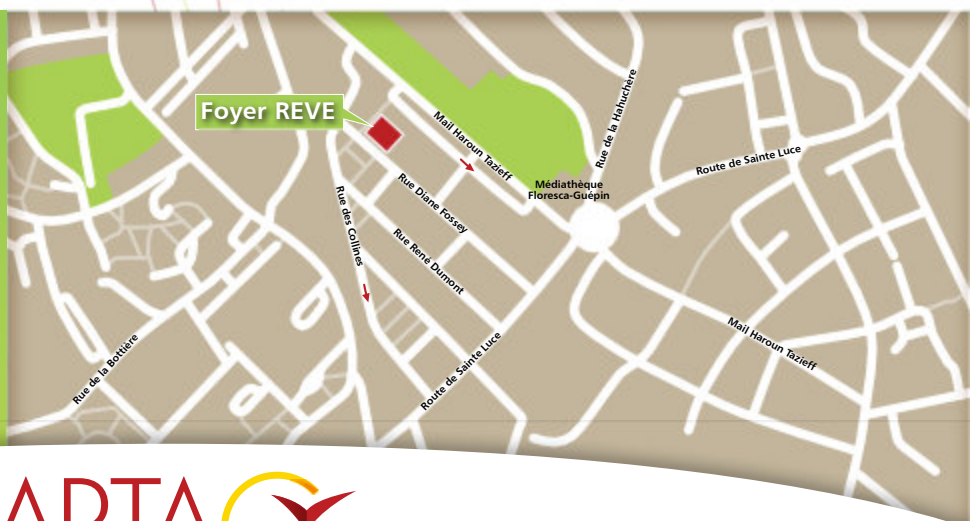 Foyer REVE
Mail Haroun Tazieff
Rue de la Hahuchère
Route de Sainte Luce
Médiathèque
Floresca-Guépin
Rue Diane Fossey
Rue des Collines
Rue René Dumont
Mail Haroun Tazieff
Rue de la Bottière
Route de Sainte Luce
ARTA